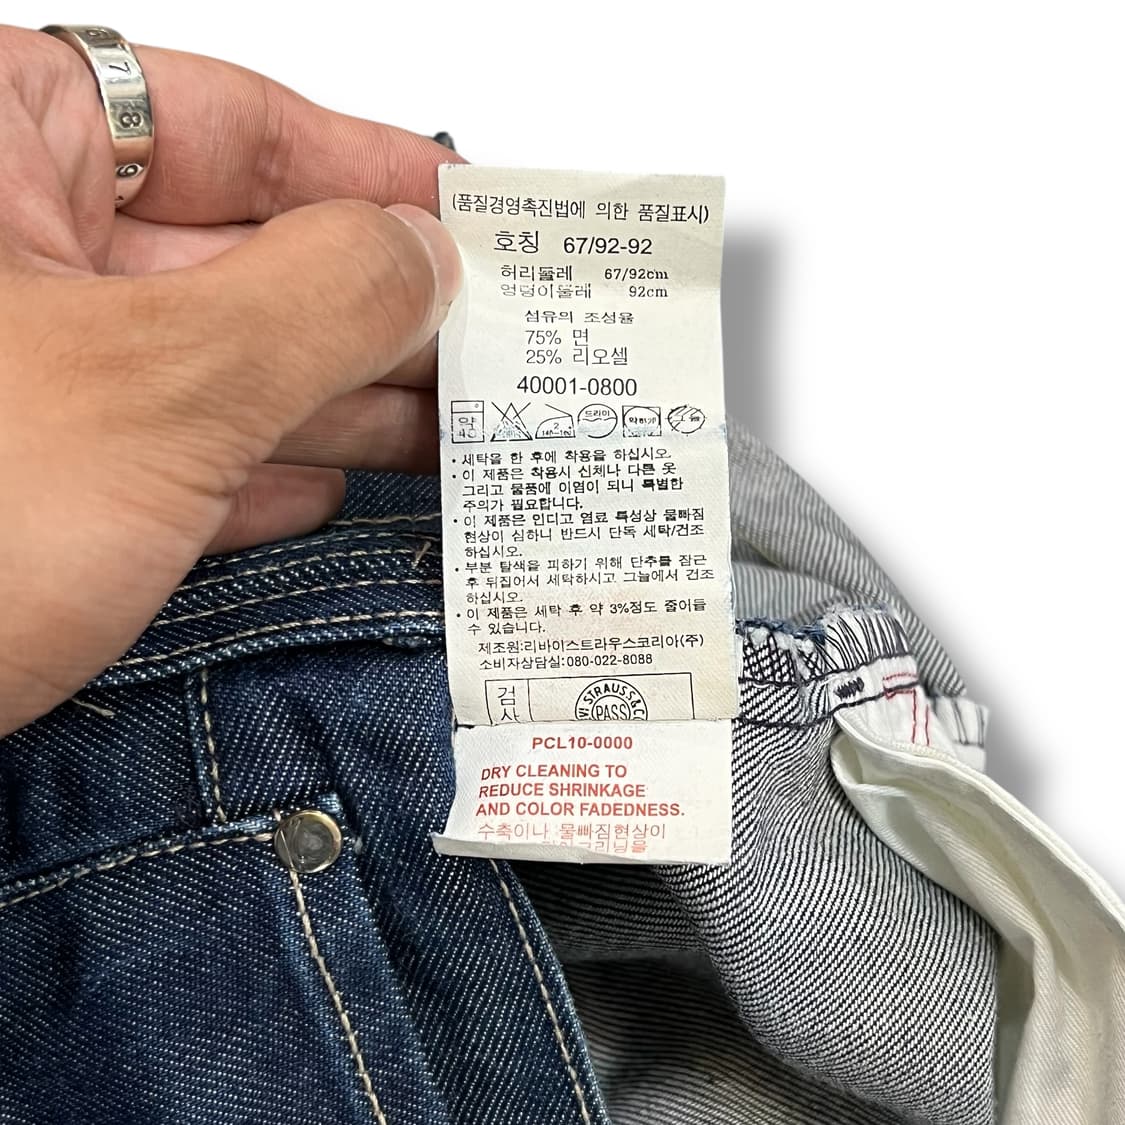 7 8 9
(품질경영촉진법에 의한 품질표시)
호칭 67/92-92
허리둘레 67/92cm
엉덩이둘레 92cm
섬유의 조성율
75% 면
25% 리오셀
40001-0800
약 40 2 140-160 드라이 약하게
• 세탁을 한 후에 착용을 하십시오.
• 이 제품은 착용시 신체나 다른 옷
그리고 물품에 이염이 되니 특별한
주의가 필요합니다.
• 이 제품은 인디고 염료 특성상 물빠짐
현상이 심하니 반드시 단독 세탁/건조
하십시오.
• 부분 탈색을 피하기 위해 단추를 잠근
후 뒤집어서 세탁하시고 그늘에서 건조
하십시오.
• 이 제품은 세탁 후 약 3%정도 줄어들
수 있습니다.
제조원:리바이스트라우스코리아(주)
소비자상담실:080-022-8088
검사
STRAUSS & C
PASS
PCL10-0000
DRY CLEANING TO
REDUCE SHRINKAGE
AND COLOR FADEDNESS.
수축이나 물빠짐현상이